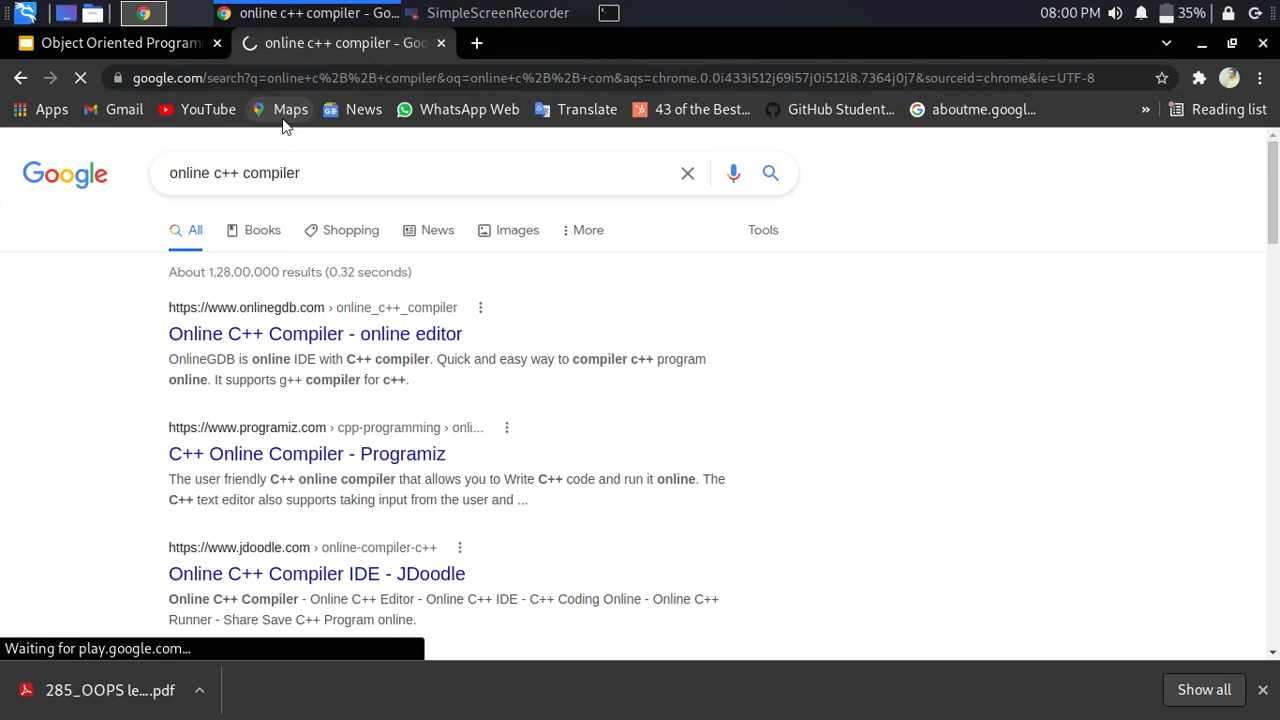 online c++ compiler - Go...
SimpleScreenRecorder
08:00 PM
35%
Object Oriented Program
online c++ compiler - Goo
google.com/search?q=online+c%2B%2B+compiler&oq=online+c%2B%2B+com&aqs=chrome.0.0i433i512j69i57j0i512l8.7364j0j7&sourceid=chrome&ie=UTF-8
Apps
Gmail
YouTube
Maps
News
WhatsApp Web
Translate
43 of the Best...
GitHub Student...
aboutme.googl...
»
Reading list
Google
online c++ compiler
All
Books
Shopping
News
Images
More
Tools
About 1,28,00,000 results (0.32 seconds)
https://www.onlinegdb.com › online_c++_compiler
Online C++ Compiler - online editor
OnlineGDB is online IDE with C++ compiler. Quick and easy way to compiler c++ program
online. It supports g++ compiler for c++.
https://www.programiz.com › cpp-programming › onli...
C++ Online Compiler - Programiz
The user friendly C++ online compiler that allows you to Write C++ code and run it online. The
C++ text editor also supports taking input from the user and ...
https://www.jdoodle.com › online-compiler-c++
Online C++ Compiler IDE - JDoodle
Online C++ Compiler - Online C++ Editor - Online C++ IDE - C++ Coding Online - Online C++
Runner - Share Save C++ Program online.
Waiting for play.google.com...
285_OOPS le....pdf
Show all